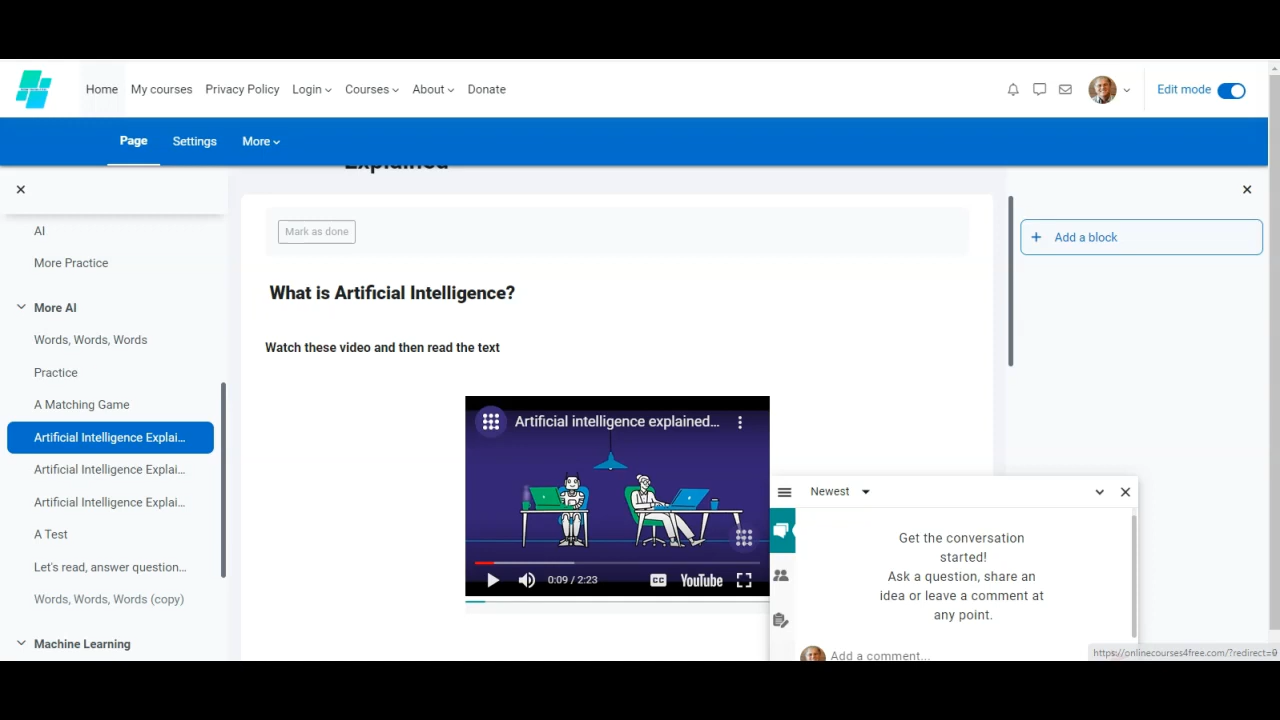 Home My courses Privacy Policy Login Courses About Donate
Edit mode
Page Settings More
Explained
AI
More Practice
More AI
Words, Words, Words
Practice
A Matching Game
Artificial Intelligence Explai...
Artificial Intelligence Explai...
Artificial Intelligence Explai...
A Test
Let's read, answer question...
Words, Words, Words (copy)
Machine Learning
Mark as done
What is Artificial Intelligence?
Watch these video and then read the text
Artificial intelligence explained...
0:09 / 2:23
CC
YouTube
+ Add a block
Newest
Get the conversation
started!
Ask a question, share an
idea or leave a comment at
any point.
Add a comment...
https://onlinecourses4free.com/?redirect=0